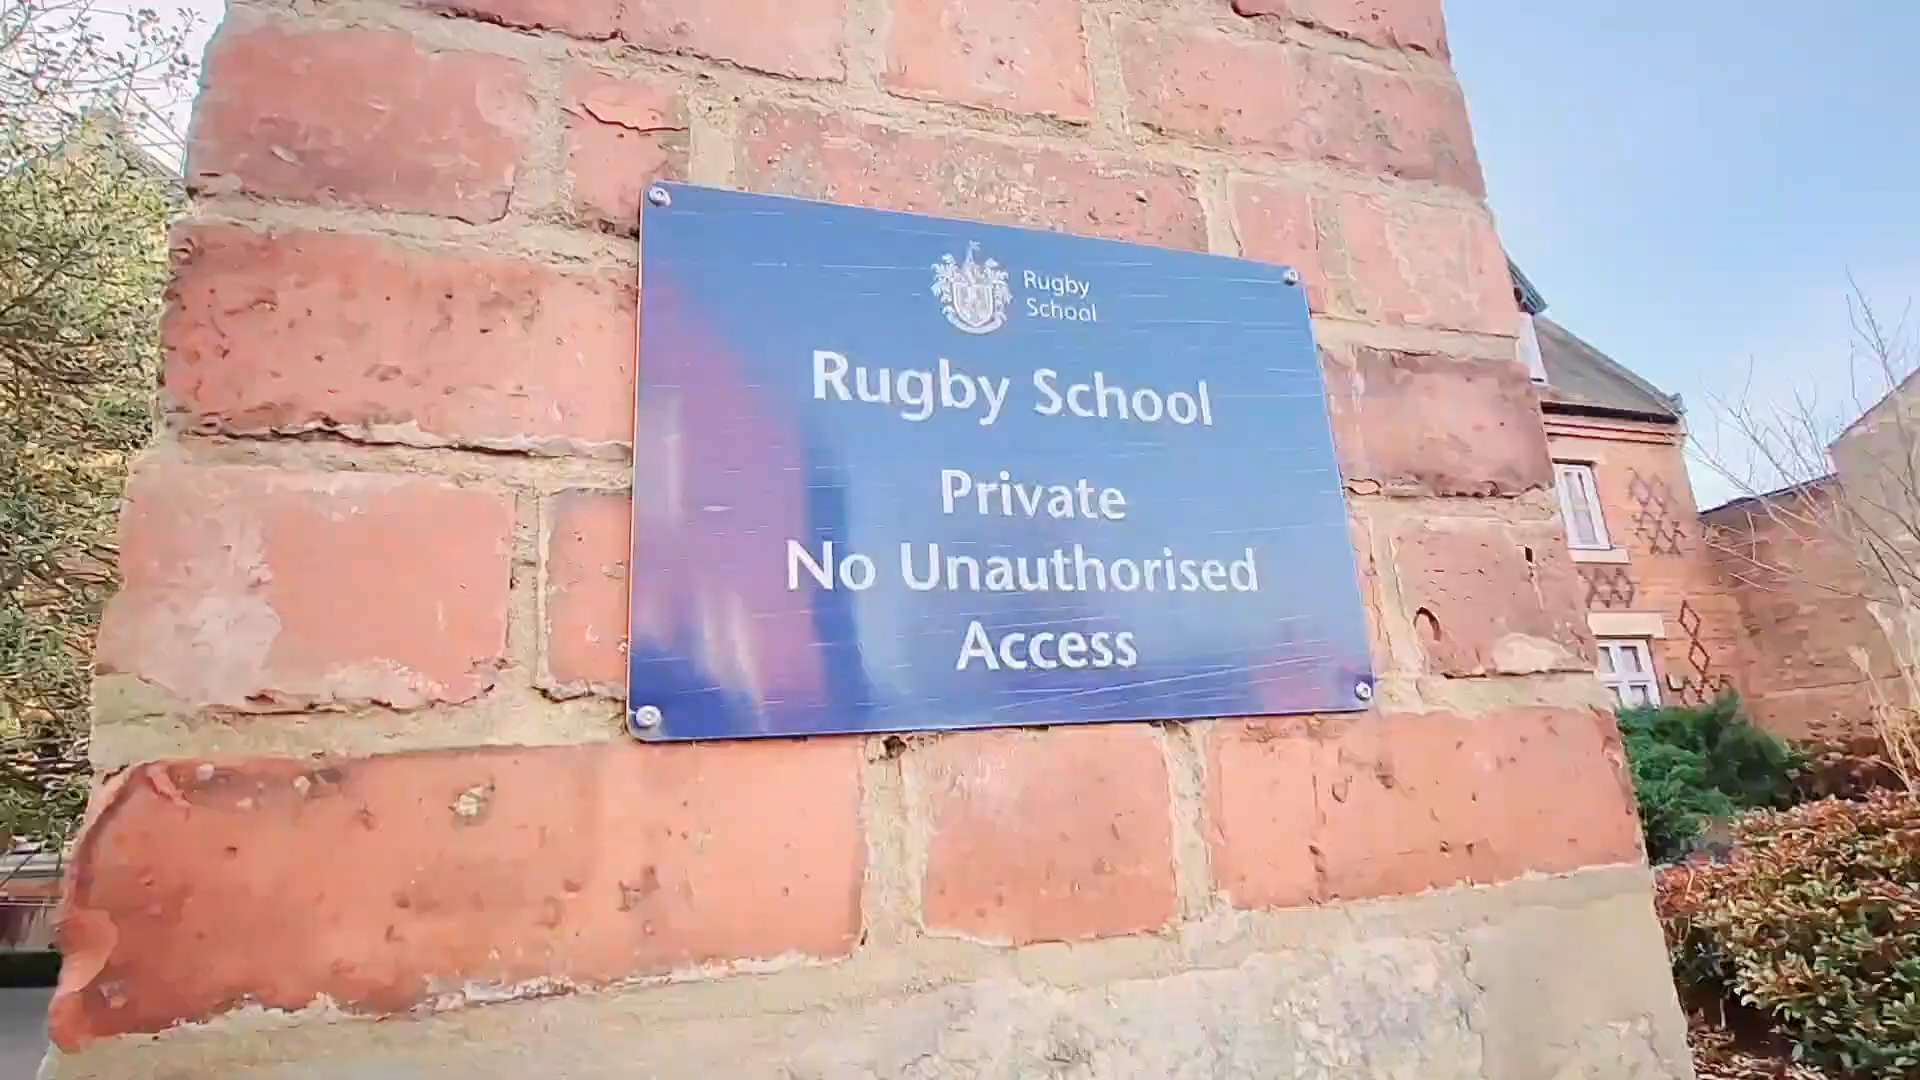 Rugby
School
Rugby School
Private
No Unauthorised
Access